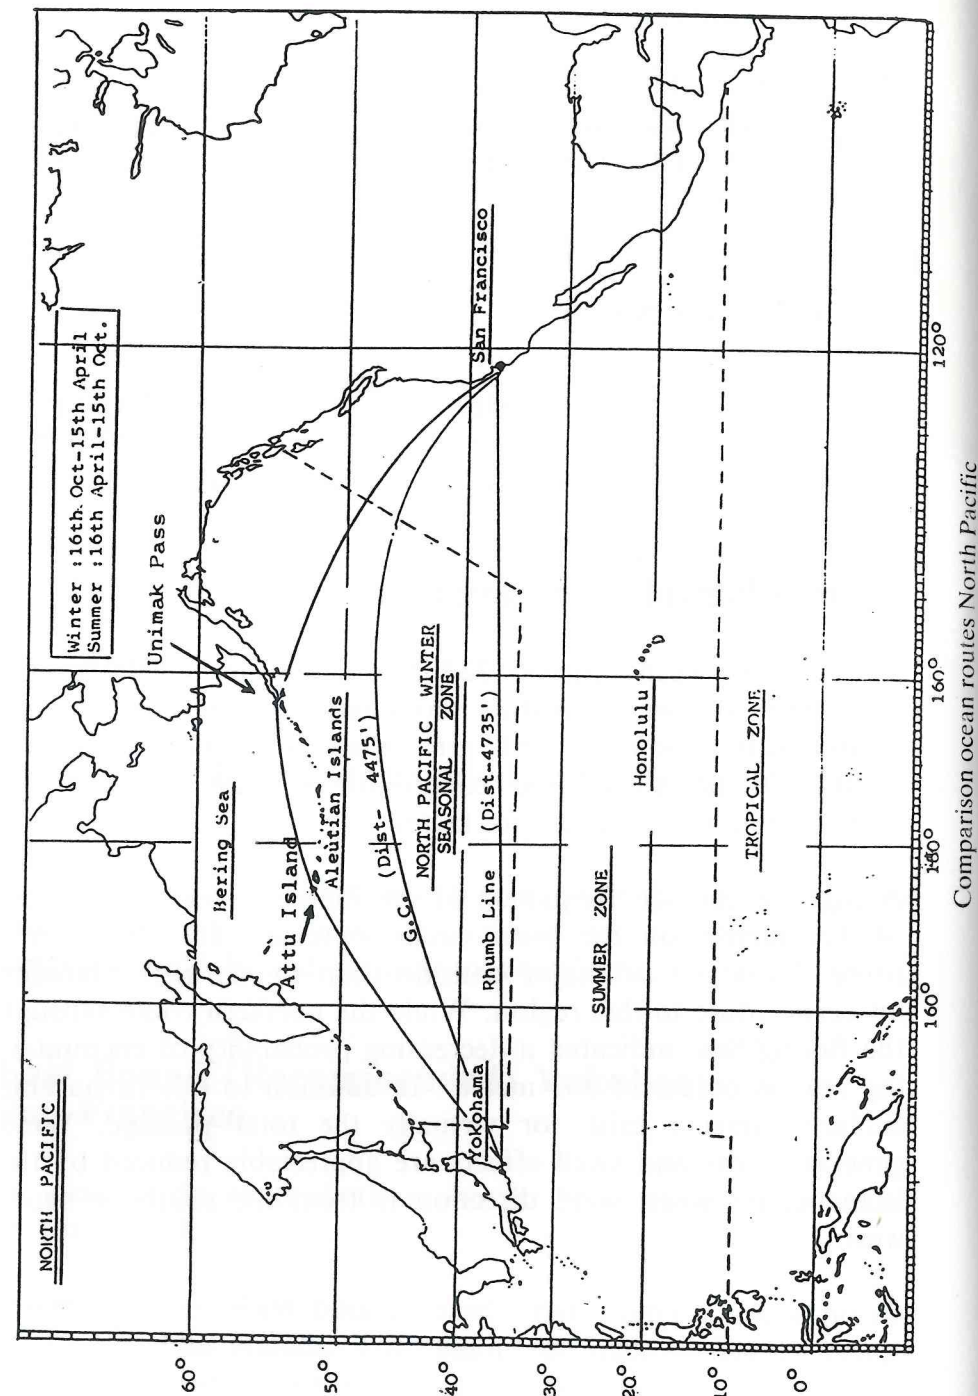 NORTH PACIFIC
Winter :16th. Oct-15th April
Summer :16th April-15th Oct.
Unimak Pass
Bering Sea
Attu Island
Aleutian Islands
(Dist- 4475')
G.C.
NORTH PACIFIC WINTER
SEASONAL ZONE
(Dist-4735')
Rhumb Line
Yokohama
San Francisco
SUMMER ZONE
Honolulu
TROPICAL ZONE
60°
50°
40°
30°
20°
10°
0°
160°
180°
160°
120°
Comparison ocean routes North Pacific